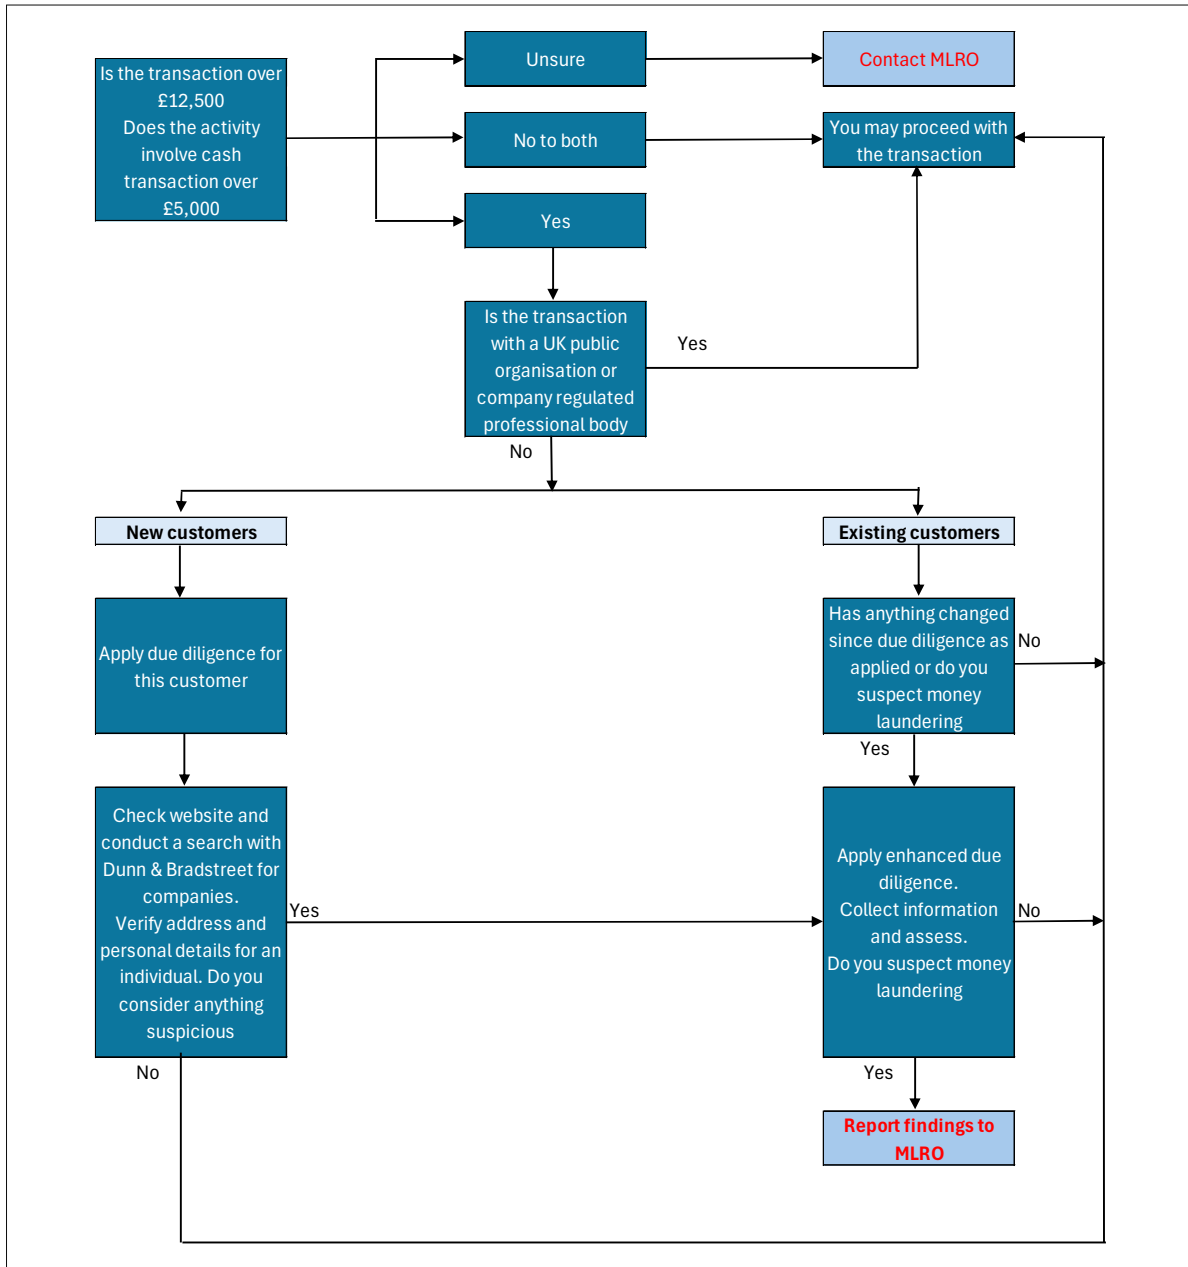 Is the transaction over
£12,500
Does the activity
involve cash
transaction over
£5,000
Unsure
Contact MLRO
No to both
You may proceed with
the transaction
Yes
Is the transaction
with a UK public
organisation or
company regulated
professional body
Yes
No
New customers
Existing customers
Apply due diligence for
this customer
Has anything changed
since due diligence as
applied or do you
suspect money
laundering
No
Yes
Check website and
conduct a search with
Dunn & Bradstreet for
companies.
Verify address and
personal details for an
individual. Do you
consider anything
suspicious
Yes
Apply enhanced due
diligence.
Collect information
and assess.
Do you suspect money
laundering
No
No
Yes
Report findings to
MLRO